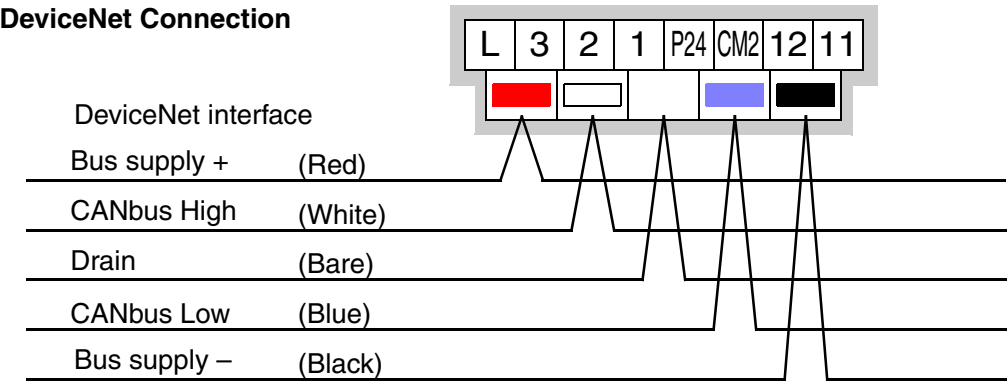 DeviceNet Connection
L 3 2 1 P24 CM2 12 11
DeviceNet interface
Bus supply + (Red)
CANbus High (White)
Drain (Bare)
CANbus Low (Blue)
Bus supply – (Black)